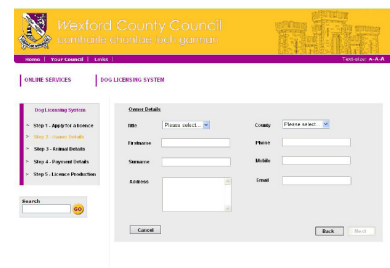 Wexford County Council
Home | Your Council | Links |
Text-size: A-A-A
ONLINE SERVICES
DOG LICENSING SYSTEM
Dog Licensing System
Step 1 - Apply for a licence
Step 2 - Owner Details
Step 3 - Animal Details
Step 4 - Payment Details
Step 5 - Licence Production
Search
GO
Owner Details
Title Please select... County Please select...
Firstname Phone
Surname Mobile
Address Email
Cancel Back Next